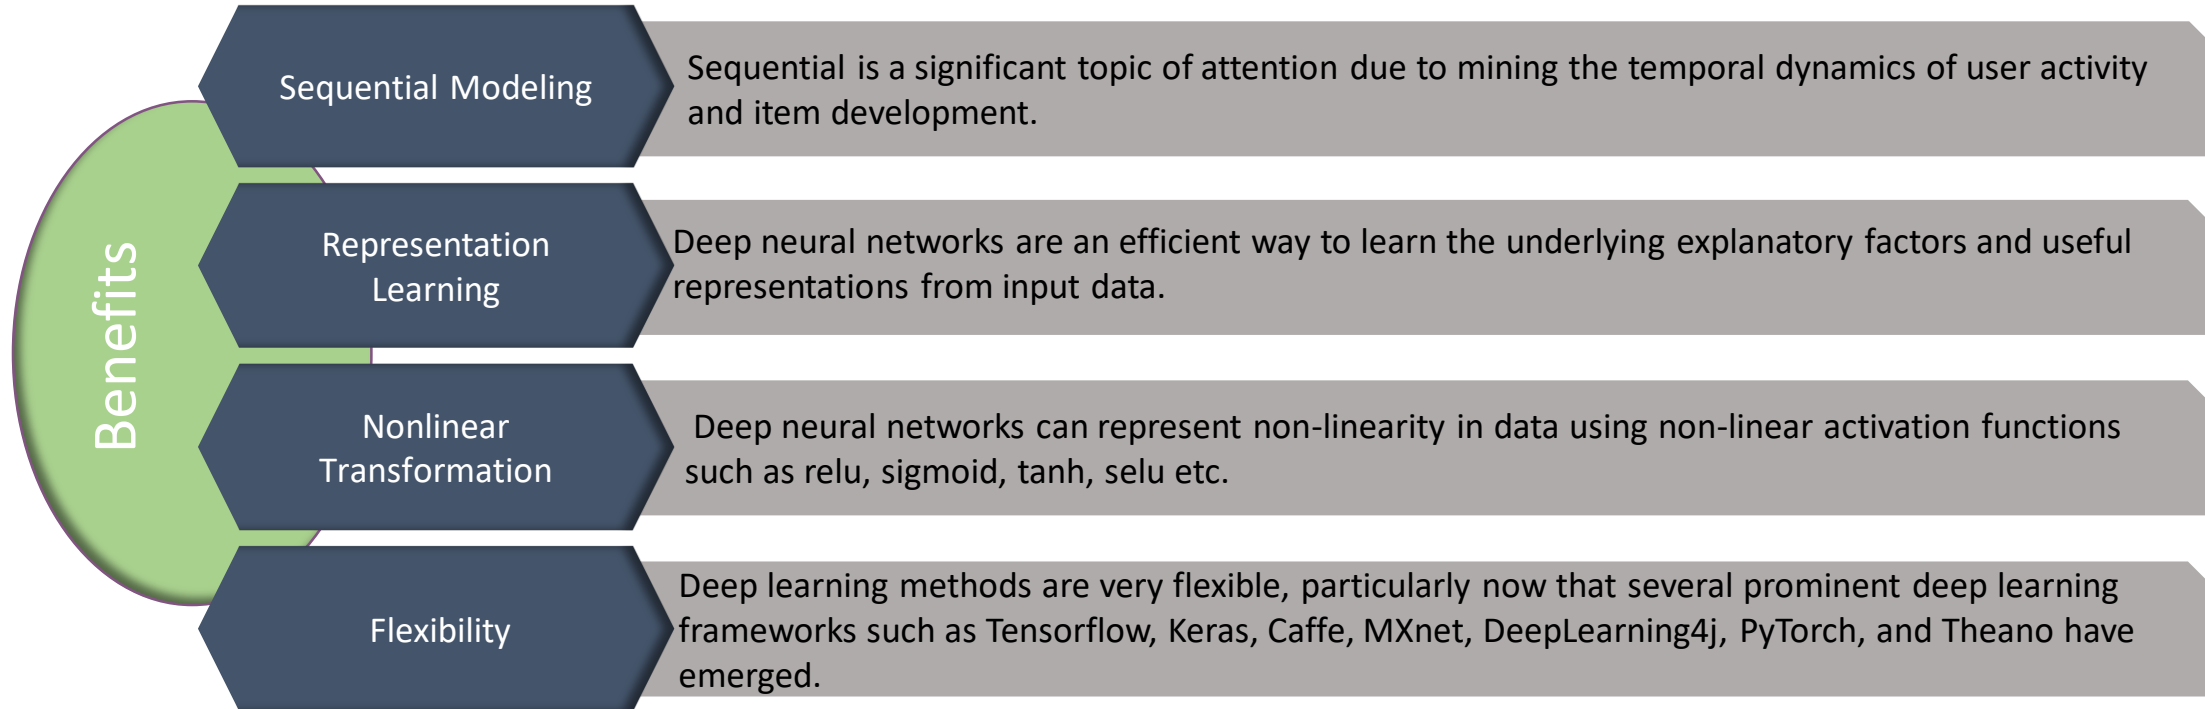 Benefits
Sequential Modeling
Sequential is a significant topic of attention due to mining the temporal dynamics of user activity
and item development.
Representation
Learning
Deep neural networks are an efficient way to learn the underlying explanatory factors and useful
representations from input data.
Nonlinear
Transformation
Deep neural networks can represent non-linearity in data using non-linear activation functions
such as relu, sigmoid, tanh, selu etc.
Flexibility
Deep learning methods are very flexible, particularly now that several prominent deep learning
frameworks such as Tensorflow, Keras, Caffe, MXnet, DeepLearning4j, PyTorch, and Theano have
emerged.